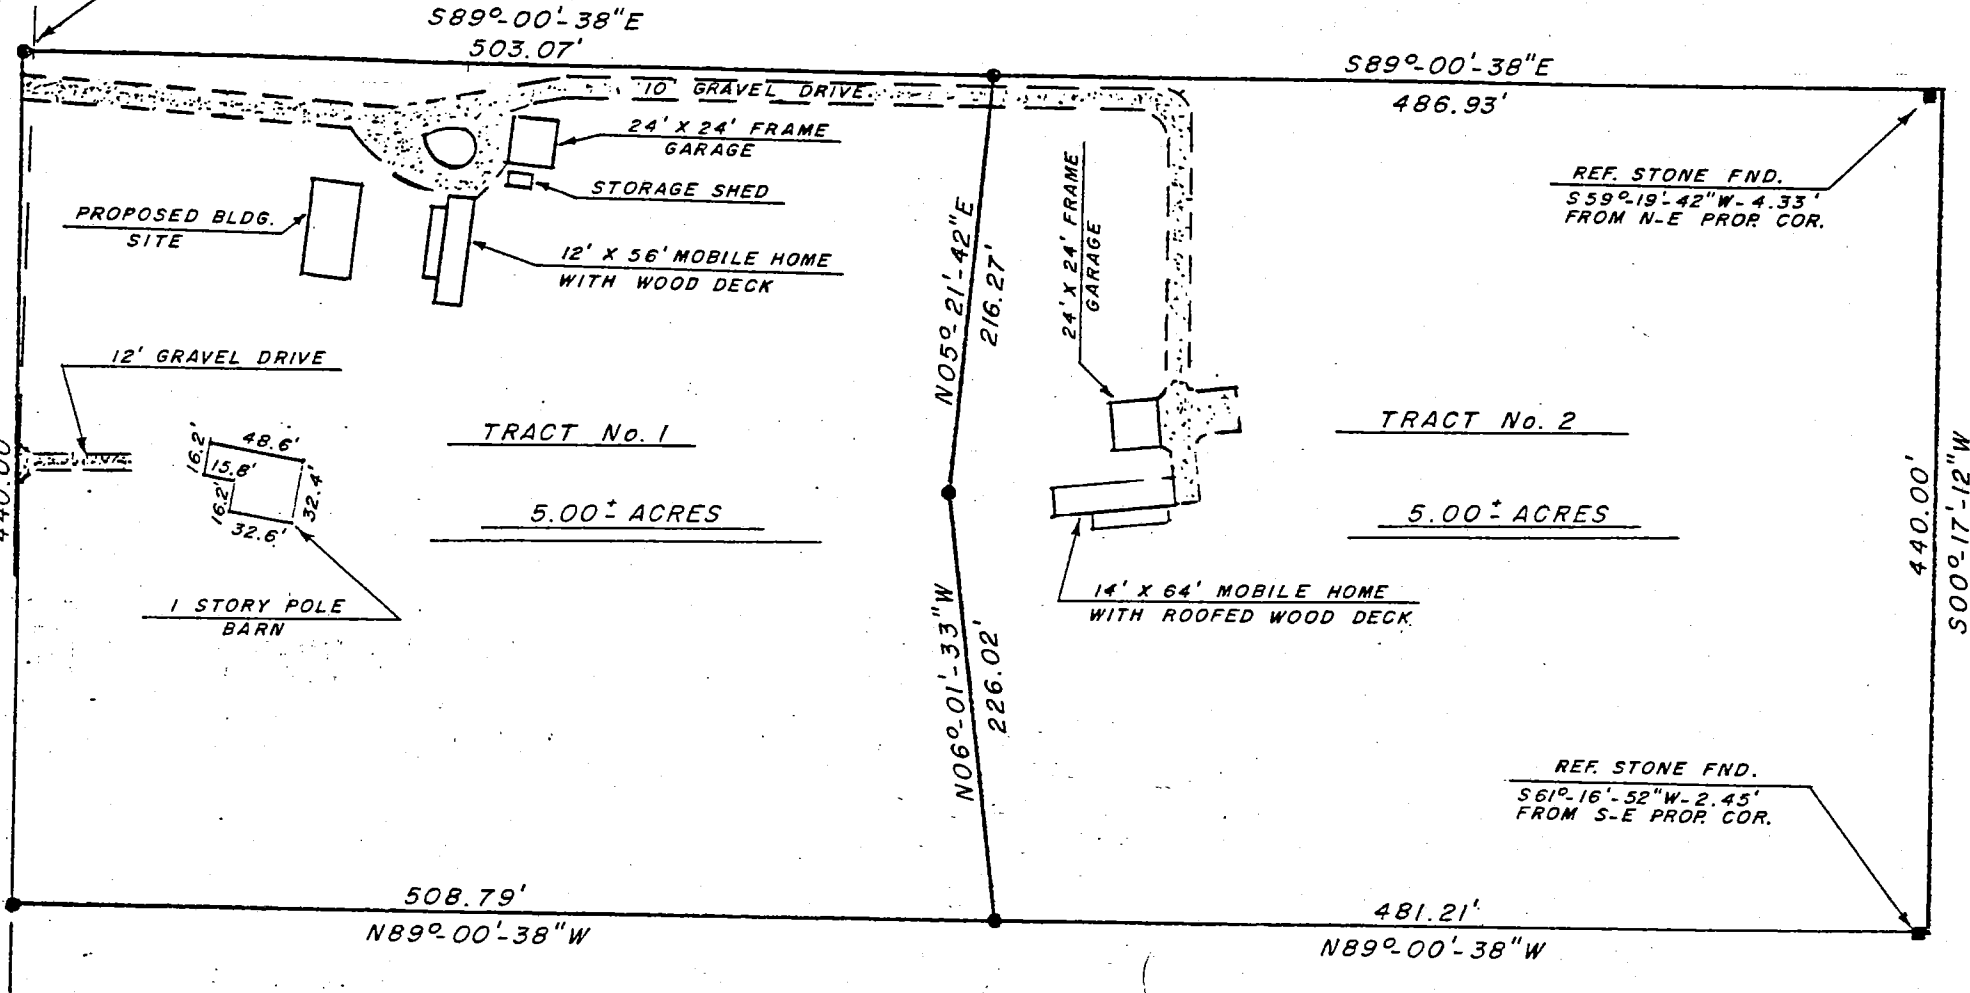 S89°-00'-38"E
503.07'
S89°-00'-38"E
486.93'
10' GRAVEL DRIVE
24' X 24' FRAME
GARAGE
STORAGE SHED
PROPOSED BLDG.
SITE
12' X 56' MOBILE HOME
WITH WOOD DECK
REF. STONE FND.
S59°-19'-42"W-4.33'
FROM N-E PROP. COR.
24' X 24' FRAME
GARAGE
N05°-21'-42"E
216.27'
12' GRAVEL DRIVE
16.2'
48.6'
15.8'
16.2'
32.4'
32.6'
TRACT No. 1
5.00± ACRES
TRACT No. 2
5.00± ACRES
440.00'
440.00'
S00°-17'-12"W
1 STORY POLE
BARN
14' X 64' MOBILE HOME
WITH ROOFED WOOD DECK
N06°-01'-33"W
226.02'
REF. STONE FND.
S61°-16'-52"W-2.45'
FROM S-E PROP. COR.
508.79'
N89°-00'-38"W
481.21'
N89°-00'-38"W